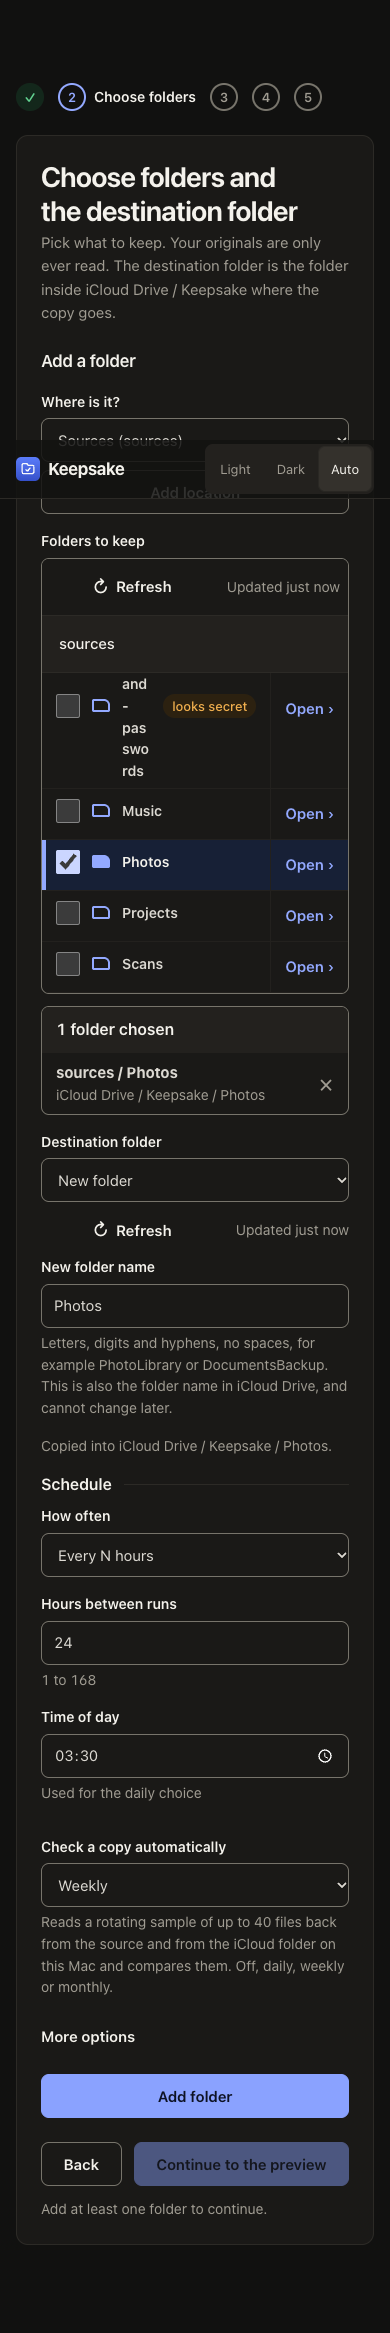 2 Choose folders 3 4 5
Choose folders and
the destination folder
Pick what to keep. Your originals are only
ever read. The destination folder is the folder
inside iCloud Drive / Keepsake where the
copy goes.
Add a folder
Where is it?
Sources (sources)
Keepsake Light Dark Auto
Add location
Folders to keep
Refresh Updated just now
sources
and
-
pas
swo
rds
looks secret Open ›
Music Open ›
Photos Open ›
Projects Open ›
Scans Open ›
1 folder chosen
sources / Photos
iCloud Drive / Keepsake / Photos
Destination folder
New folder
Refresh Updated just now
New folder name
Photos
Letters, digits and hyphens, no spaces, for
example PhotoLibrary or DocumentsBackup.
This is also the folder name in iCloud Drive, and
cannot change later.
Copied into iCloud Drive / Keepsake / Photos.
Schedule
How often
Every N hours
Hours between runs
24
1 to 168
Time of day
03:30
Used for the daily choice
Check a copy automatically
Weekly
Reads a rotating sample of up to 40 files back
from the source and from the iCloud folder on
this Mac and compares them. Off, daily, weekly
or monthly.
More options
Add folder
Back Continue to the preview
Add at least one folder to continue.